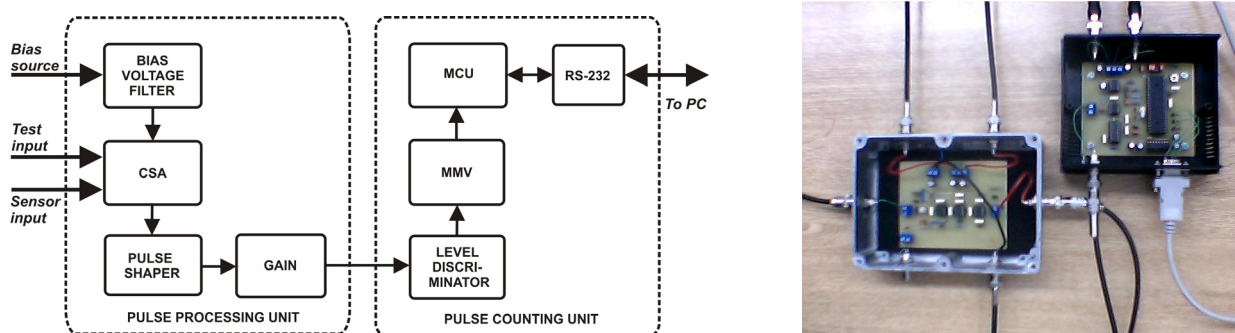 Bias
source
BIAS
VOLTAGE
FILTER
Test
input
CSA
Sensor
input
PULSE
SHAPER
GAIN
PULSE PROCESSING UNIT
MCU
RS-232
To PC
MMV
LEVEL
DISCRI-
MINATOR
PULSE COUNTING UNIT